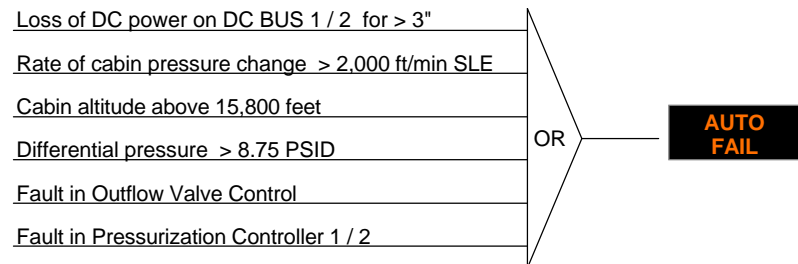 Loss of DC power on DC BUS 1 / 2 for > 3"
Rate of cabin pressure change > 2,000 ft/min SLE
Cabin altitude above 15,800 feet
Differential pressure > 8.75 PSID
Fault in Outflow Valve Control
Fault in Pressurization Controller 1 / 2
OR
AUTO
FAIL